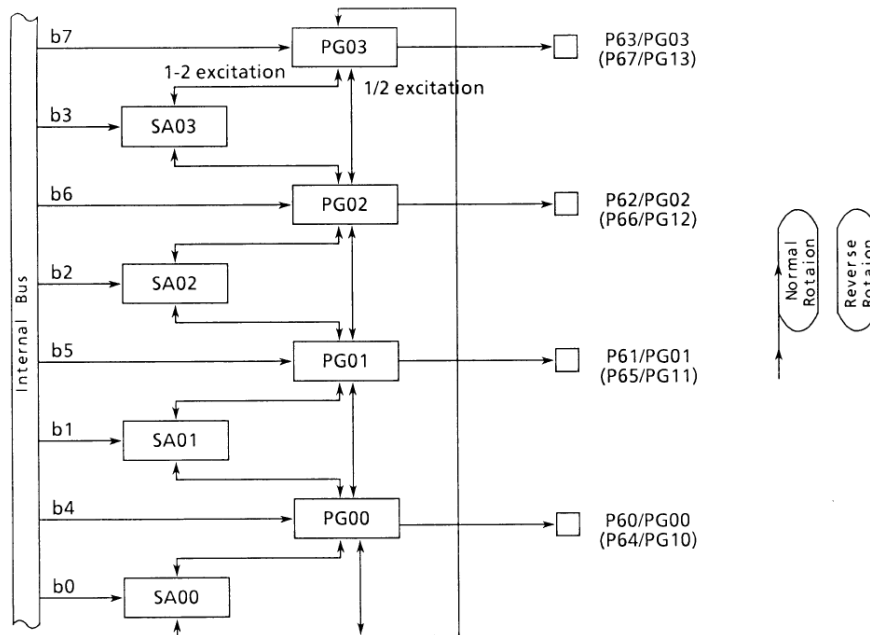 b7
PG03
P63/PG03
(P67/PG13)
1-2 excitation
1/2 excitation
b3
SA03
b6
PG02
P62/PG02
(P66/PG12)
b2
SA02
Internal Bus
b5
PG01
P61/PG01
(P65/PG11)
b1
SA01
b4
PG00
P60/PG00
(P64/PG10)
b0
SA00
Normal
Rotaion
Reverse
Rotaion